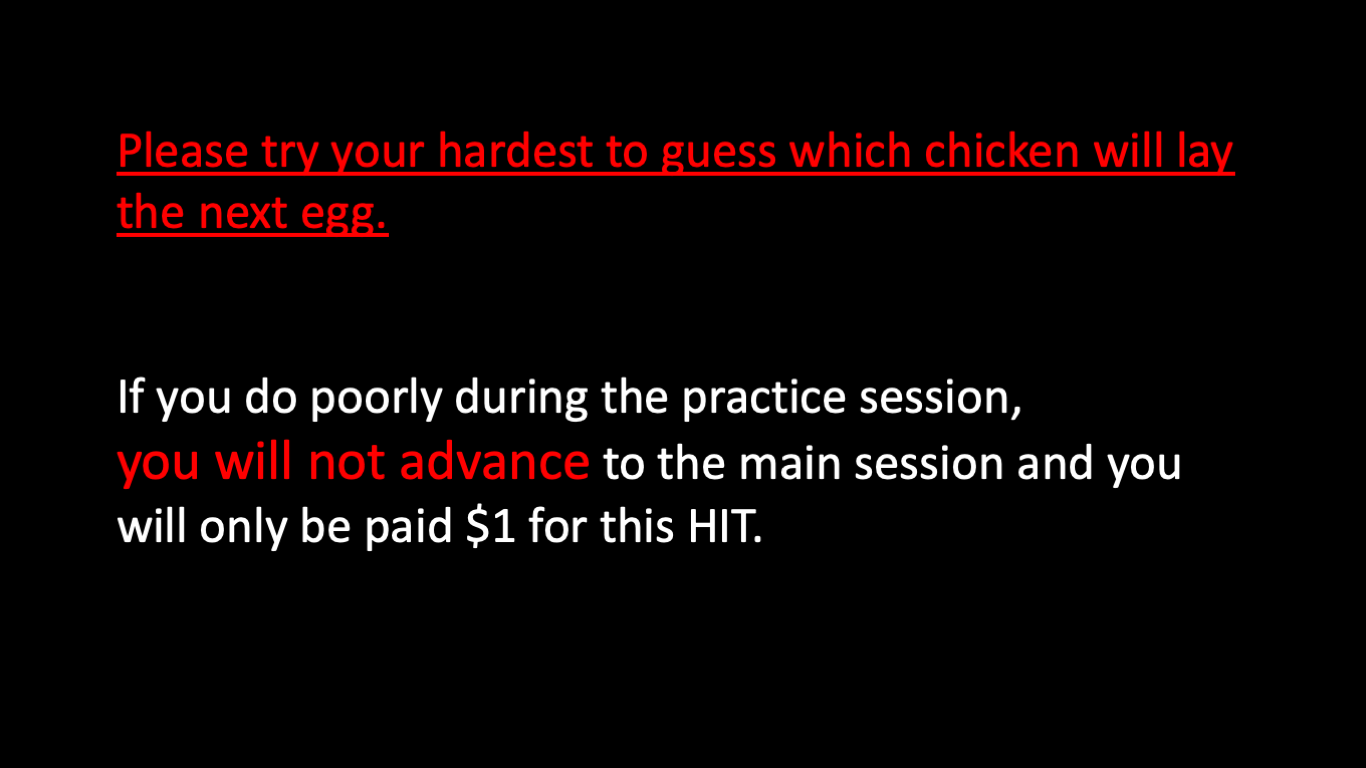 Please try your hardest to guess which chicken will lay
the next egg.
If you do poorly during the practice session,
you will not advance to the main session and you
will only be paid $1 for this HIT.